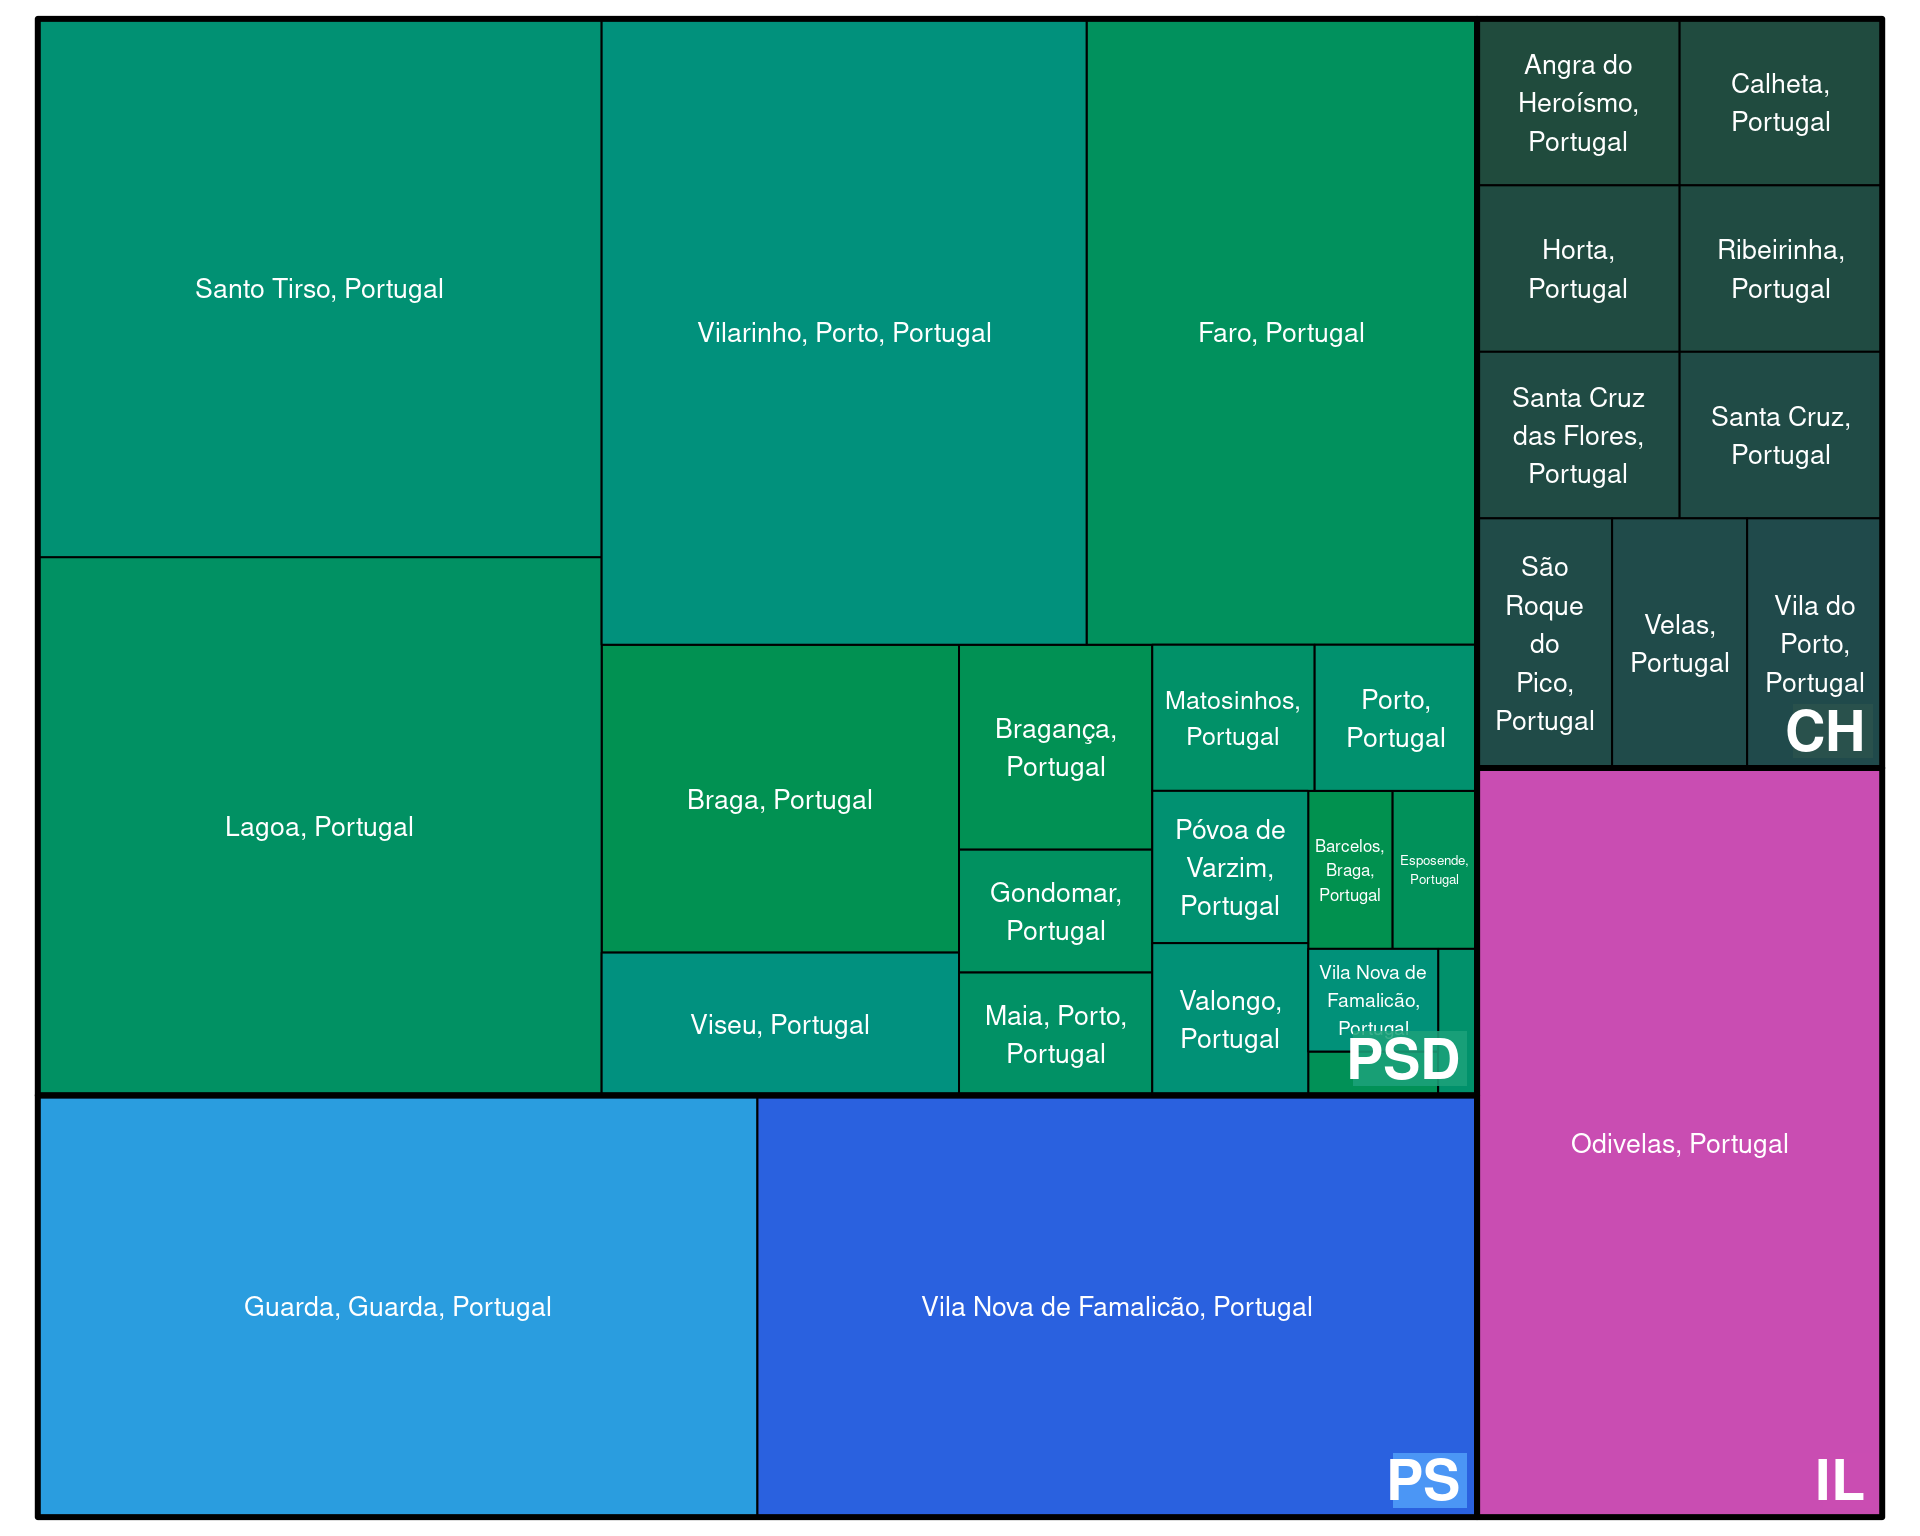 Santo Tirso, Portugal
Lagoa, Portugal
Vilarinho, Porto, Portugal
Faro, Portugal
Braga, Portugal
Viseu, Portugal
Bragança,
Portugal
Gondomar,
Portugal
Maia, Porto,
Portugal
Matosinhos,
Portugal
Porto,
Portugal
Póvoa de
Varzim,
Portugal
Valongo,
Portugal
Barcelos,
Braga,
Portugal
Esposende,
Portugal
Vila Nova de
Famalicão,
Portugal
PSD
Guarda, Guarda, Portugal
Vila Nova de Famalicão, Portugal
PS
Angra do
Heroísmo,
Portugal
Calheta,
Portugal
Horta,
Portugal
Ribeirinha,
Portugal
Santa Cruz
das Flores,
Portugal
Santa Cruz,
Portugal
São
Roque
do
Pico,
Portugal
Velas,
Portugal
Vila do
Porto,
Portugal
CH
Odivelas, Portugal
IL